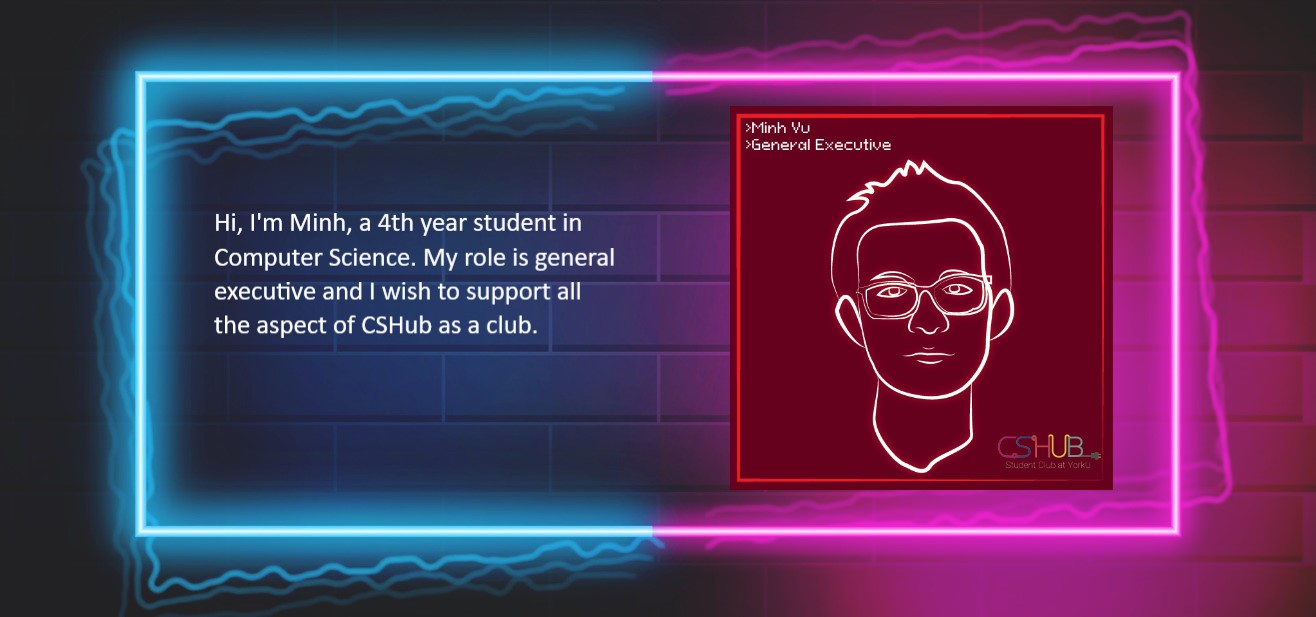 Hi, I'm Minh, a 4th year student in
Computer Science. My role is general
executive and I wish to support all
the aspect of CSHub as a club.
>Minh Vu
>General Executive
CSHUB
Student Club at YorkU